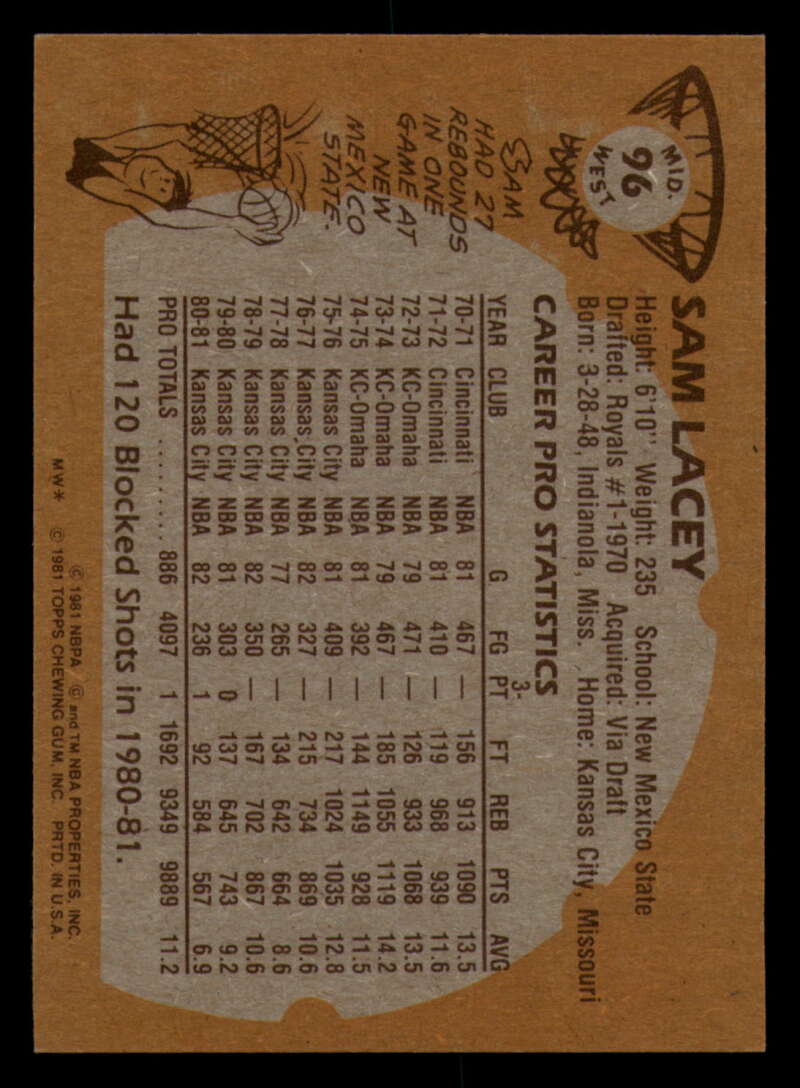 MID.
96
WEST
SAM LACEY
Height: 6'10" Weight: 235 School: New Mexico State
Drafted: Royals #1-1970 Acquired: Via Draft
Born: 3-28-48, Indianola, Miss. Home: Kansas City, Missouri
SAM
HAD 27
REBOUNDS
IN ONE
GAME AT
NEW
MEXICO
STATE.
CAREER PRO STATISTICS
YEAR CLUB G FG 3-PT FT REB PTS AVG
70-71 Cincinnati NBA 81 467 — 156 913 1090 13.5
71-72 Cincinnati NBA 81 410 — 119 968 939 11.6
72-73 KC-Omaha NBA 79 471 — 126 933 1068 13.5
73-74 KC-Omaha NBA 79 467 — 185 1055 1119 14.2
74-75 KC-Omaha NBA 81 392 — 144 1149 928 11.5
75-76 Kansas City NBA 81 409 — 217 1024 1035 12.8
76-77 Kansas City NBA 82 327 — 215 734 869 10.6
77-78 Kansas City NBA 77 265 — 134 642 664 8.6
78-79 Kansas City NBA 82 350 — 167 702 867 10.6
79-80 Kansas City NBA 81 303 0 137 645 743 9.2
80-81 Kansas City NBA 82 236 1 92 584 567 6.9
PRO TOTALS .......... 886 4097 1 1692 9349 9889 11.2
Had 120 Blocked Shots in 1980-81.
© 1981 NBPA © and TM NBA PROPERTIES, INC.
MW* © 1981 TOPPS CHEWING GUM, INC. PRTD. IN U.S.A.